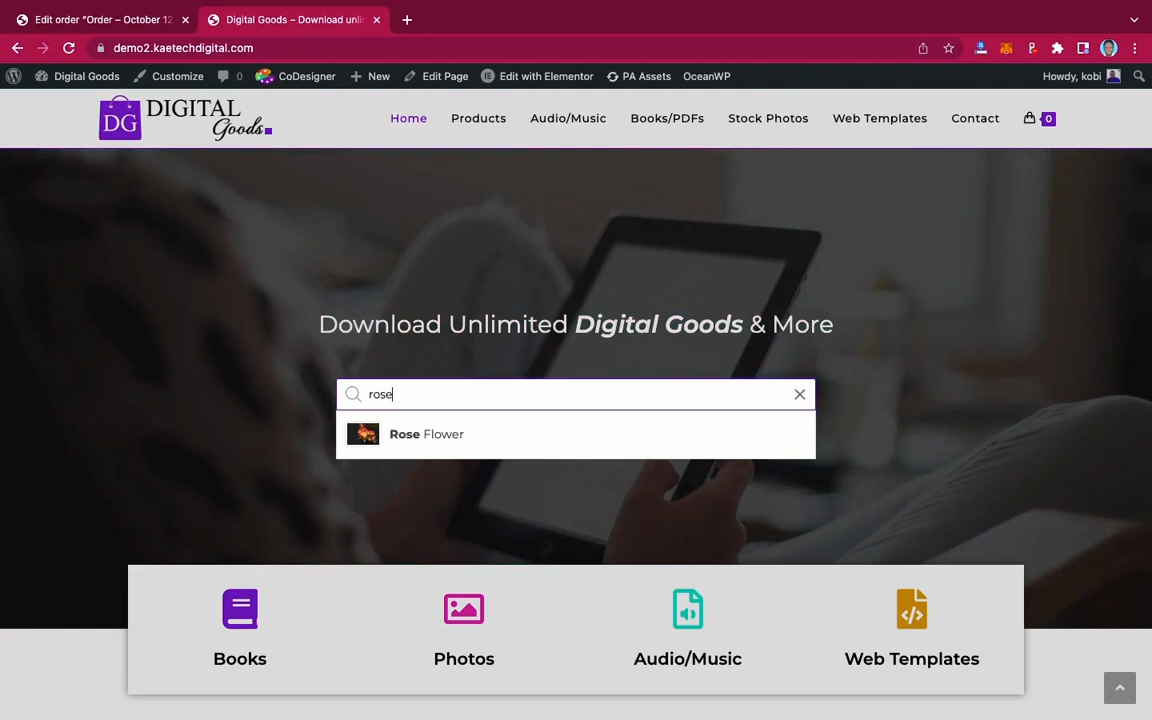 Edit order "Order – October 12,
Digital Goods – Download unli
demo2.kaetechdigital.com
Digital Goods
Customize
0
CoDesigner
New
Edit Page
Edit with Elementor
PA Assets
OceanWP
Howdy, kobi
DG DIGITAL
Goods
Home
Products
Audio/Music
Books/PDFs
Stock Photos
Web Templates
Contact
0
Download Unlimited Digital Goods & More
rose
Rose Flower
Books
Photos
Audio/Music
Web Templates